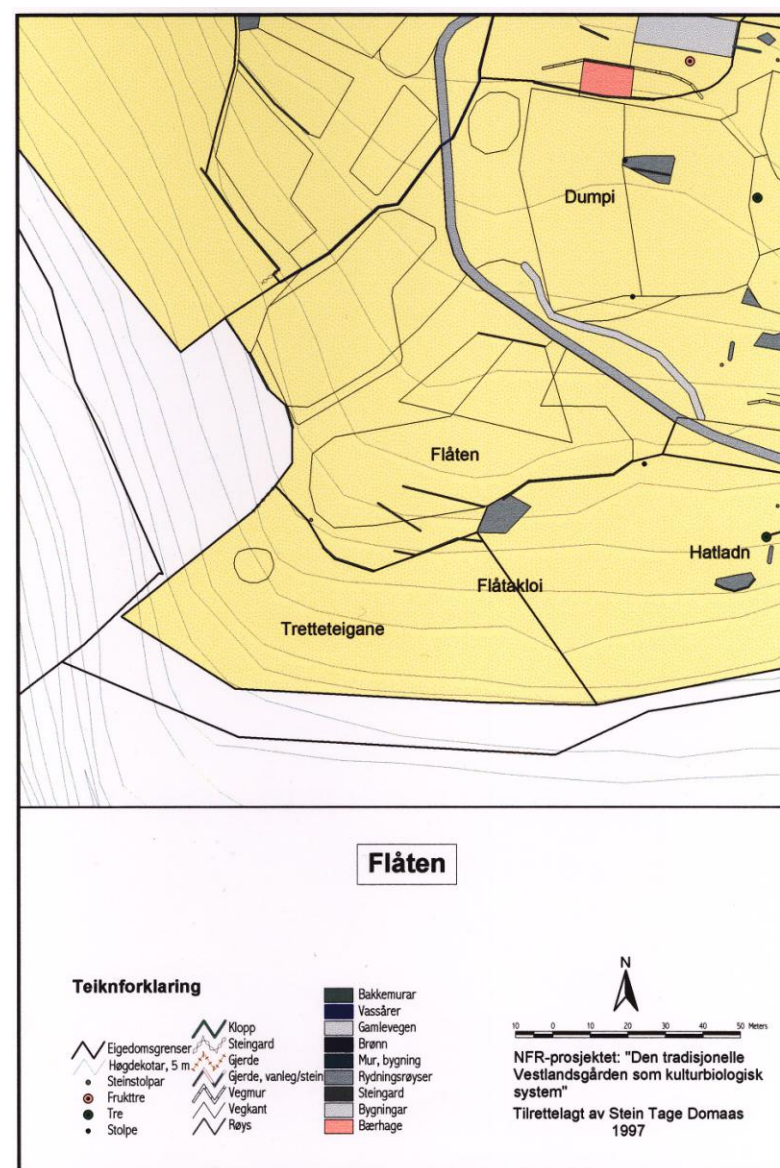 Dumpi
Flåten
Hatladn
Flåtakloi
Tretteteigane
Flåten
Teiknforklaring
Eigedomsgrenser
Høgdekotar, 5 m
Steinstolpar
Frukttre
Tre
Stolpe
Klopp
Steingard
Gjerde
Gjerde, vanleg/stein
Vegmur
Vegkant
Røys
Bakkemurar
Vassårer
Gamlevegen
Brønn
Mur, bygning
Rydningsrøyser
Steingard
Bygningar
Bærhage
N
10 0 10 20 30 40 50 Meters
NFR-prosjektet: "Den tradisjonelle
Vestlandsgården som kulturbiologisk
system"
Tilrettelagt av Stein Tage Domaas
1997